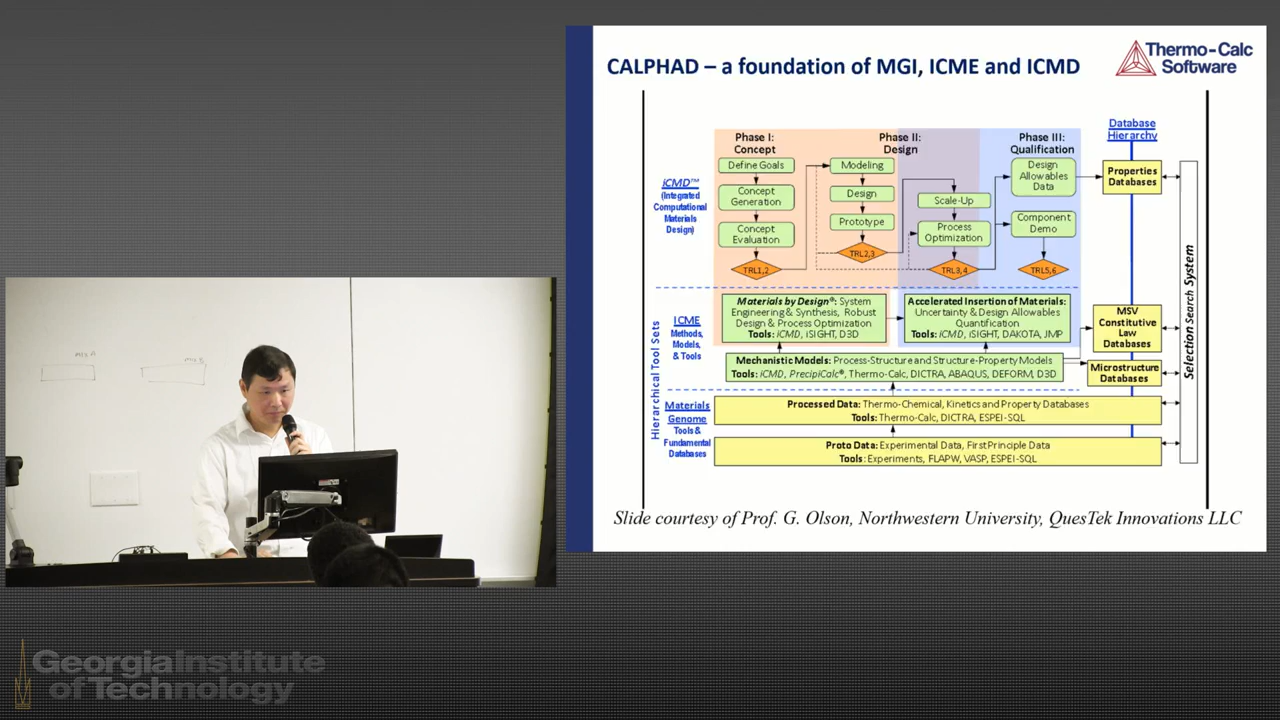 CALPHAD – a foundation of MGI, ICME and ICMD
Thermo-Calc
Software
Database
Hierarchy
Phase I:
Concept
Phase II:
Design
Phase III:
Qualification
iCMD™
(Integrated
Computational
Materials
Design)
Define Goals
Concept
Generation
Concept
Evaluation
TRL1,2
Modeling
Design
Prototype
TRL2,3
Scale-Up
Process
Optimization
TRL3,4
Design
Allowables
Data
Component
Demo
TRL5,6
Properties
Databases
Hierarchical Tool Sets
ICME
Methods,
Models,
& Tools
Materials by Design®: System
Engineering & Synthesis, Robust
Design & Process Optimization
Tools: iCMD, iSIGHT, D3D
Accelerated Insertion of Materials:
Uncertainty & Design Allowables
Quantification
Tools: iCMD, iSIGHT, DAKOTA, JMP
MSV
Constitutive
Law
Databases
Mechanistic Models: Process-Structure and Structure-Property Models
Tools: iCMD, PrecipiCalc®, Thermo-Calc, DICTRA, ABAQUS, DEFORM, D3D
Microstructure
Databases
Selection Search System
Materials
Genome
Tools &
Fundamental
Databases
Processed Data: Thermo-Chemical, Kinetics and Property Databases
Tools: Thermo-Calc, DICTRA, ESPEI-SQL
Proto Data: Experimental Data, First Principle Data
Tools: Experiments, FLAPW, VASP, ESPEI-SQL
Slide courtesy of Prof. G. Olson, Northwestern University, QuesTek Innovations LLC
Georgia Institute
of Technology